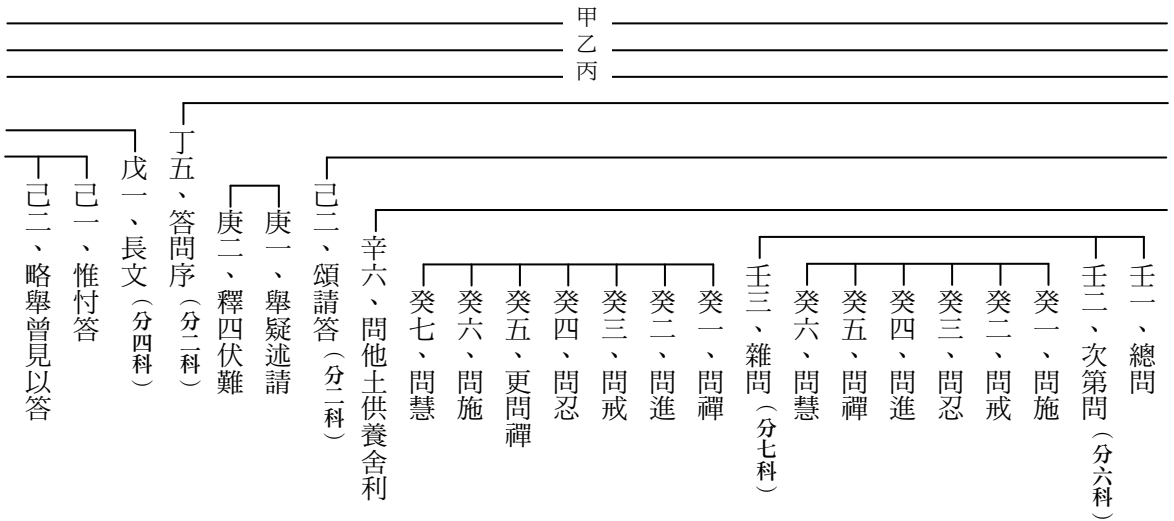 甲
乙
丙
壬一、總問
壬二、次第問（分六科）
癸一、問施
癸二、問戒
癸三、問忍
癸四、問進
癸五、問禪
癸六、問慧
壬三、雜問（分七科）
癸一、問禪
癸二、問進
癸三、問戒
癸四、問忍
癸五、更問禪
癸六、問施
癸七、問慧
辛六、問他土供養舍利
己二、頌請答（分二科）
庚一、舉疑述請
庚二、釋四伏難
丁五、答問序（分二科）
戊一、長文（分四科）
己一、惟忖答
己二、略舉曾見以答